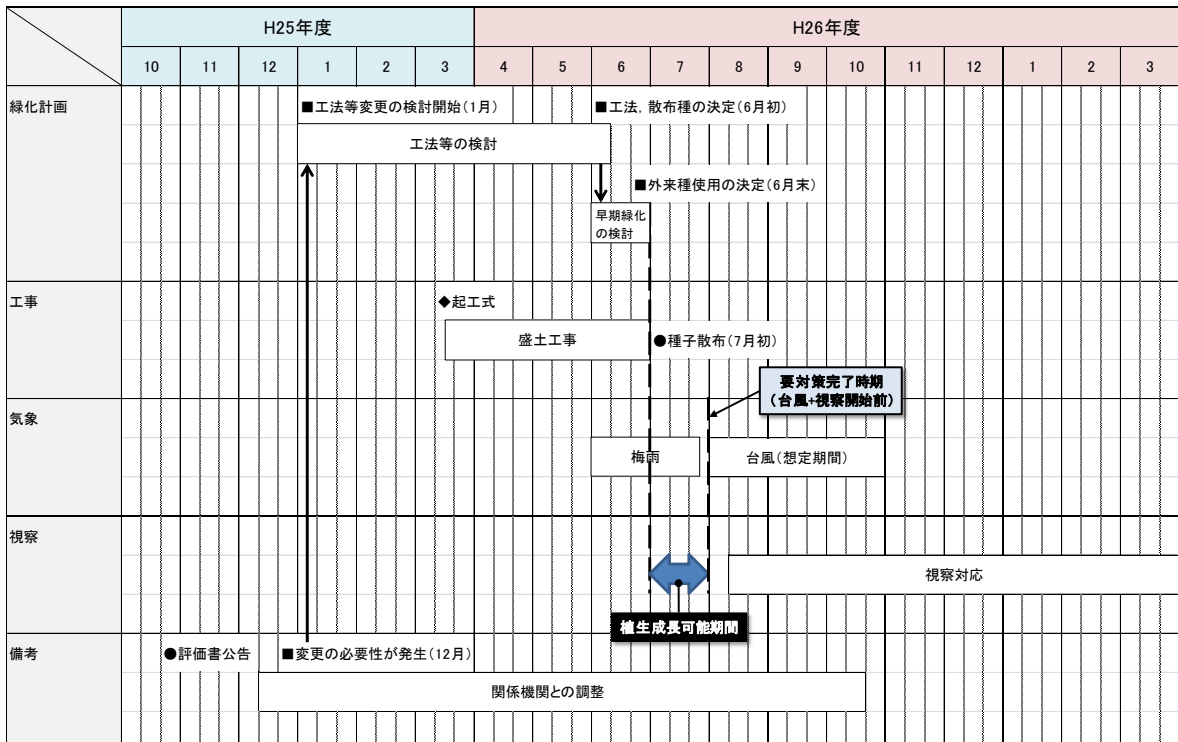 H25年度 H26年度
10 11 12 1 2 3 4 5 6 7 8 9 10 11 12 1 2 3
緑化計画 ■工法等変更の検討開始(1月) ■工法，散布種の決定(6月初)
工法等の検討
■外来種使用の決定(6月末)
早期緑化
の検討
工事 ◆起工式
盛土工事 ●種子散布(7月初)
要対策完了時期
(台風+視察開始前)
気象
梅雨 台風(想定期間)
視察
視察対応
植生成長可能期間
備考 ●評価書公告 ■変更の必要性が発生(12月)
関係機関との調整